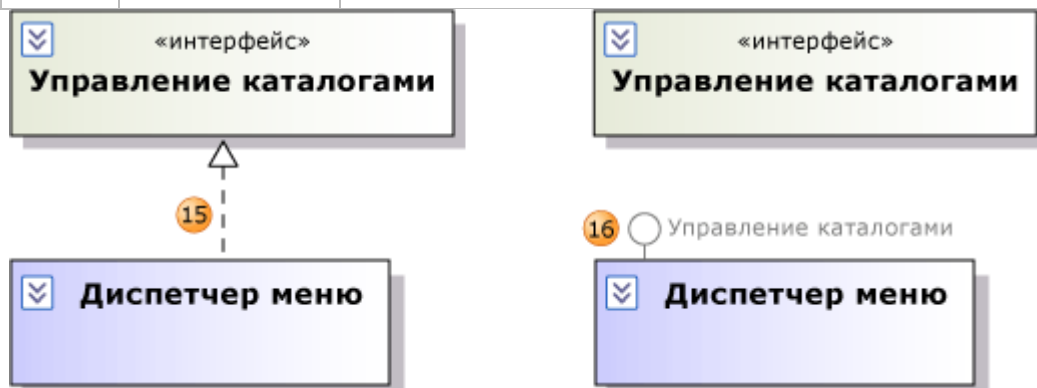 «интерфейс»
Управление каталогами
15
Диспетчер меню
«интерфейс»
Управление каталогами
16 Управление каталогами
Диспетчер меню